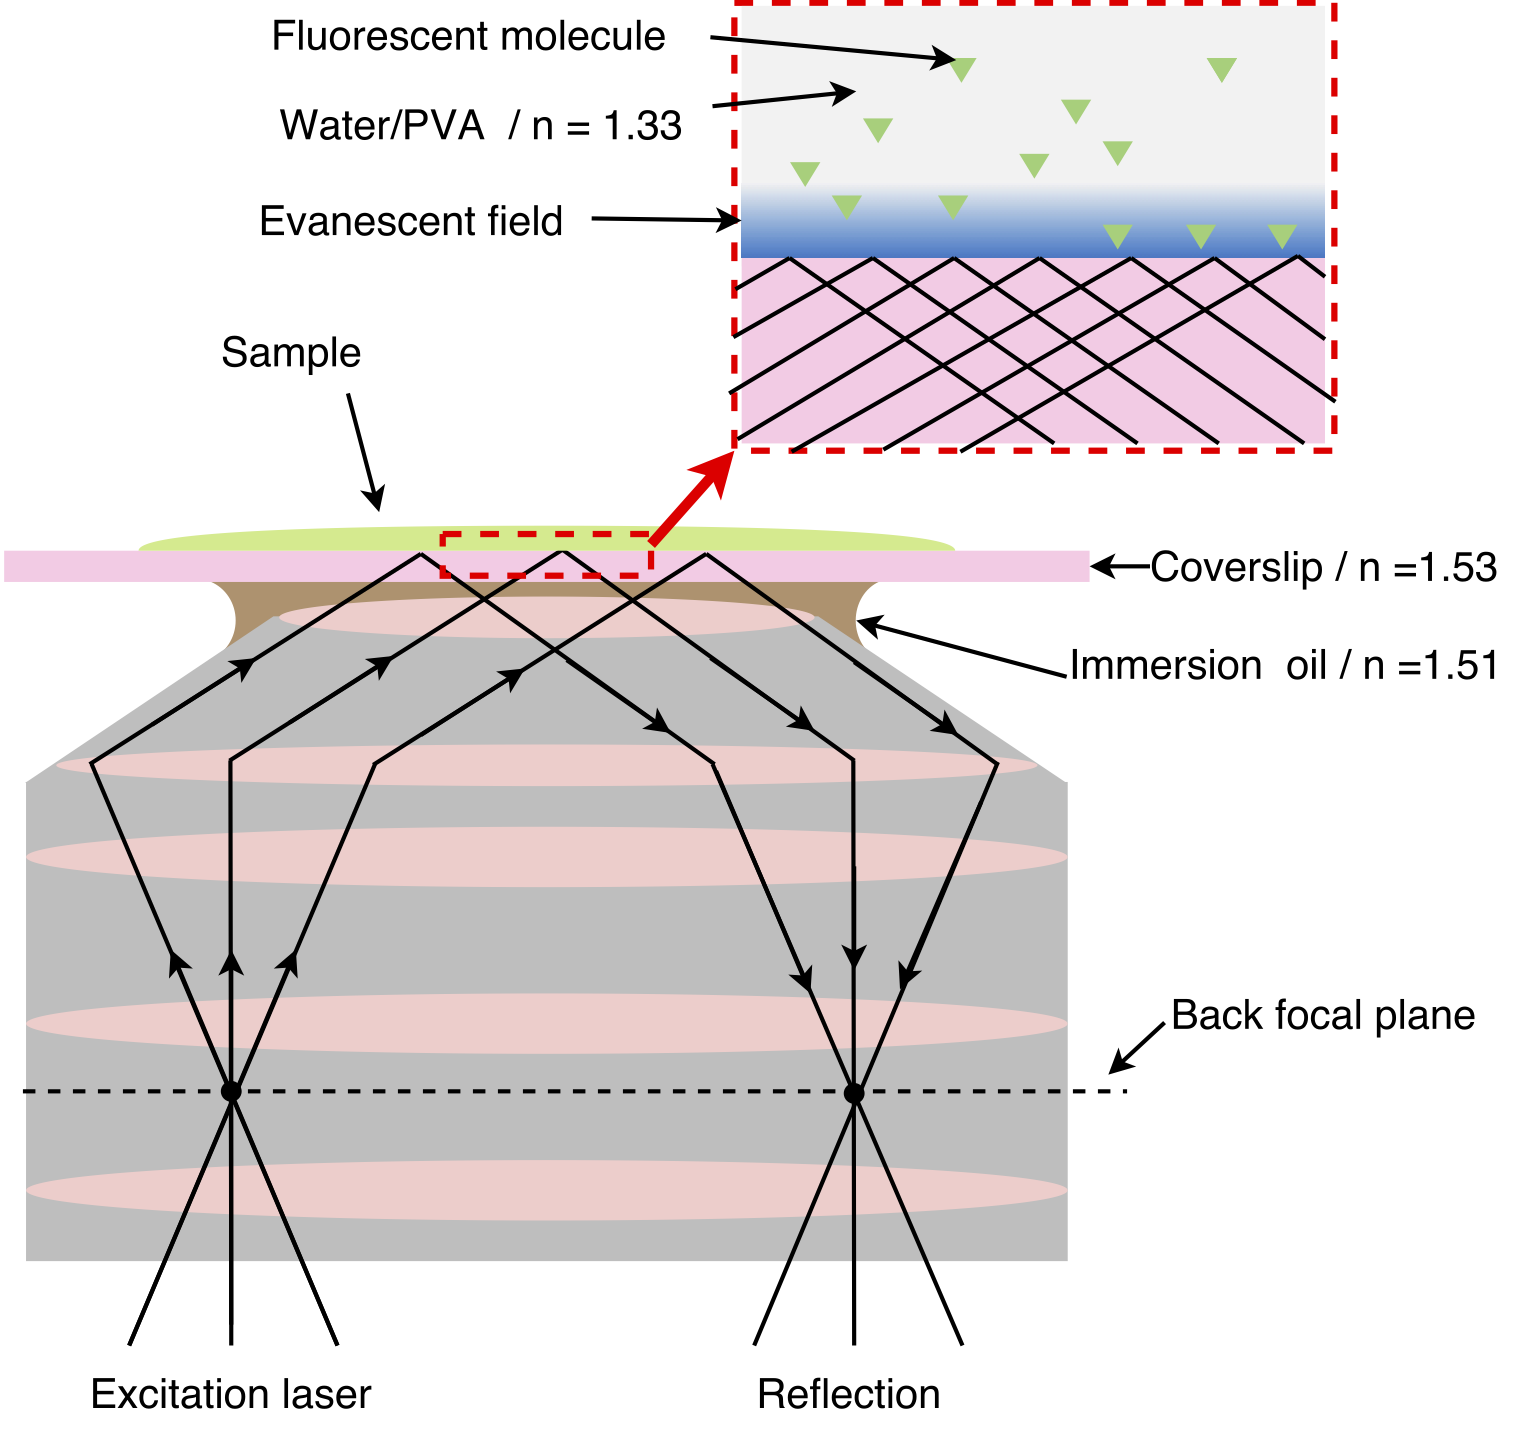 Fluorescent molecule
Water/PVA / n = 1.33
Evanescent field
Sample
Coverslip / n =1.53
Immersion oil / n =1.51
Back focal plane
Excitation laser
Reflection